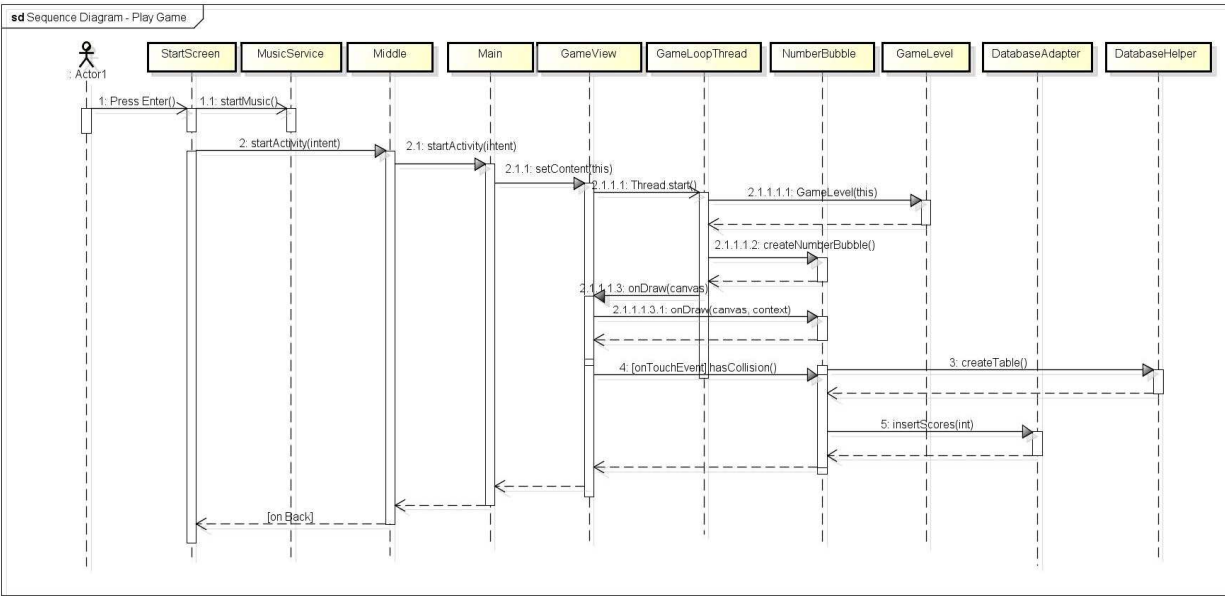 sd Sequence Diagram - Play Game
: Actor1
StartScreen
MusicService
Middle
Main
GameView
GameLoopThread
NumberBubble
GameLevel
DatabaseAdapter
DatabaseHelper
1: Press Enter()
1.1: startMusic()
2: startActivity(intent)
2.1: startActivity(intent)
2.1.1: setContent(this)
2.1.1.1: Thread.start()
2.1.1.1.1: GameLevel(this)
2.1.1.1.2: createNumberBubble()
2.1.1.1.3: onDraw(canvas)
2.1.1.1.3.1: onDraw(canvas, context)
4: [onTouchEvent] hasCollision()
3: createTable()
5: insertScores(int)
[on Back]